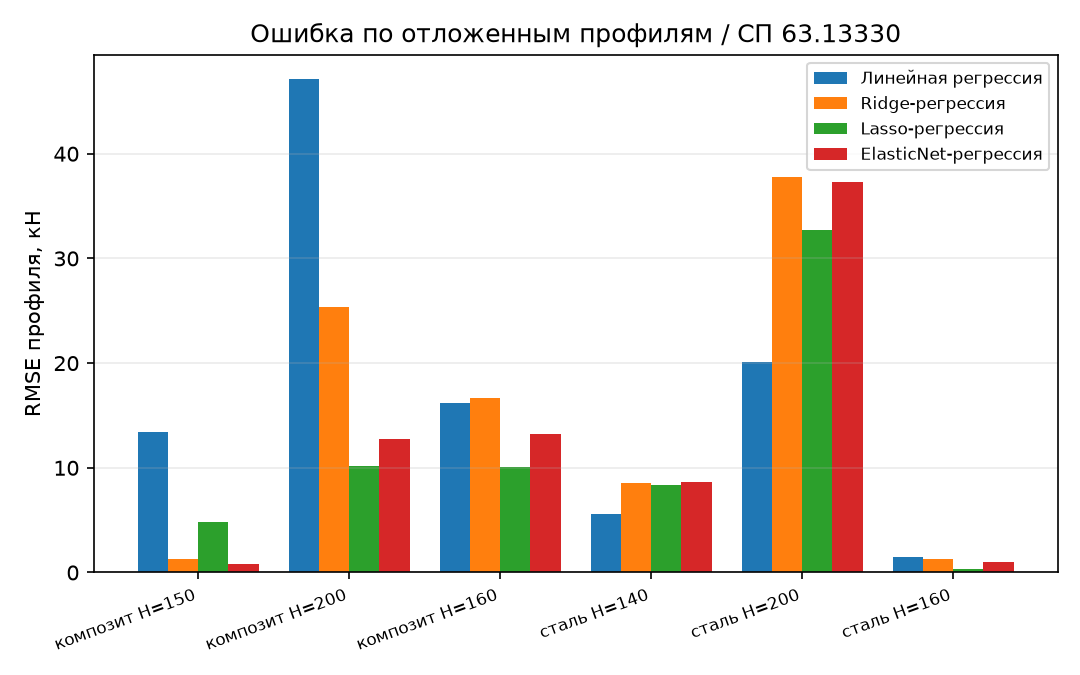 Ошибка по отложенным профилям / СП 63.13330
Линейная регрессия
Ridge-регрессия
Lasso-регрессия
ElasticNet-регрессия
RMSE профиля, кН
40
30
20
10
0
композит H=150
композит H=200
композит H=160
сталь H=140
сталь H=200
сталь H=160